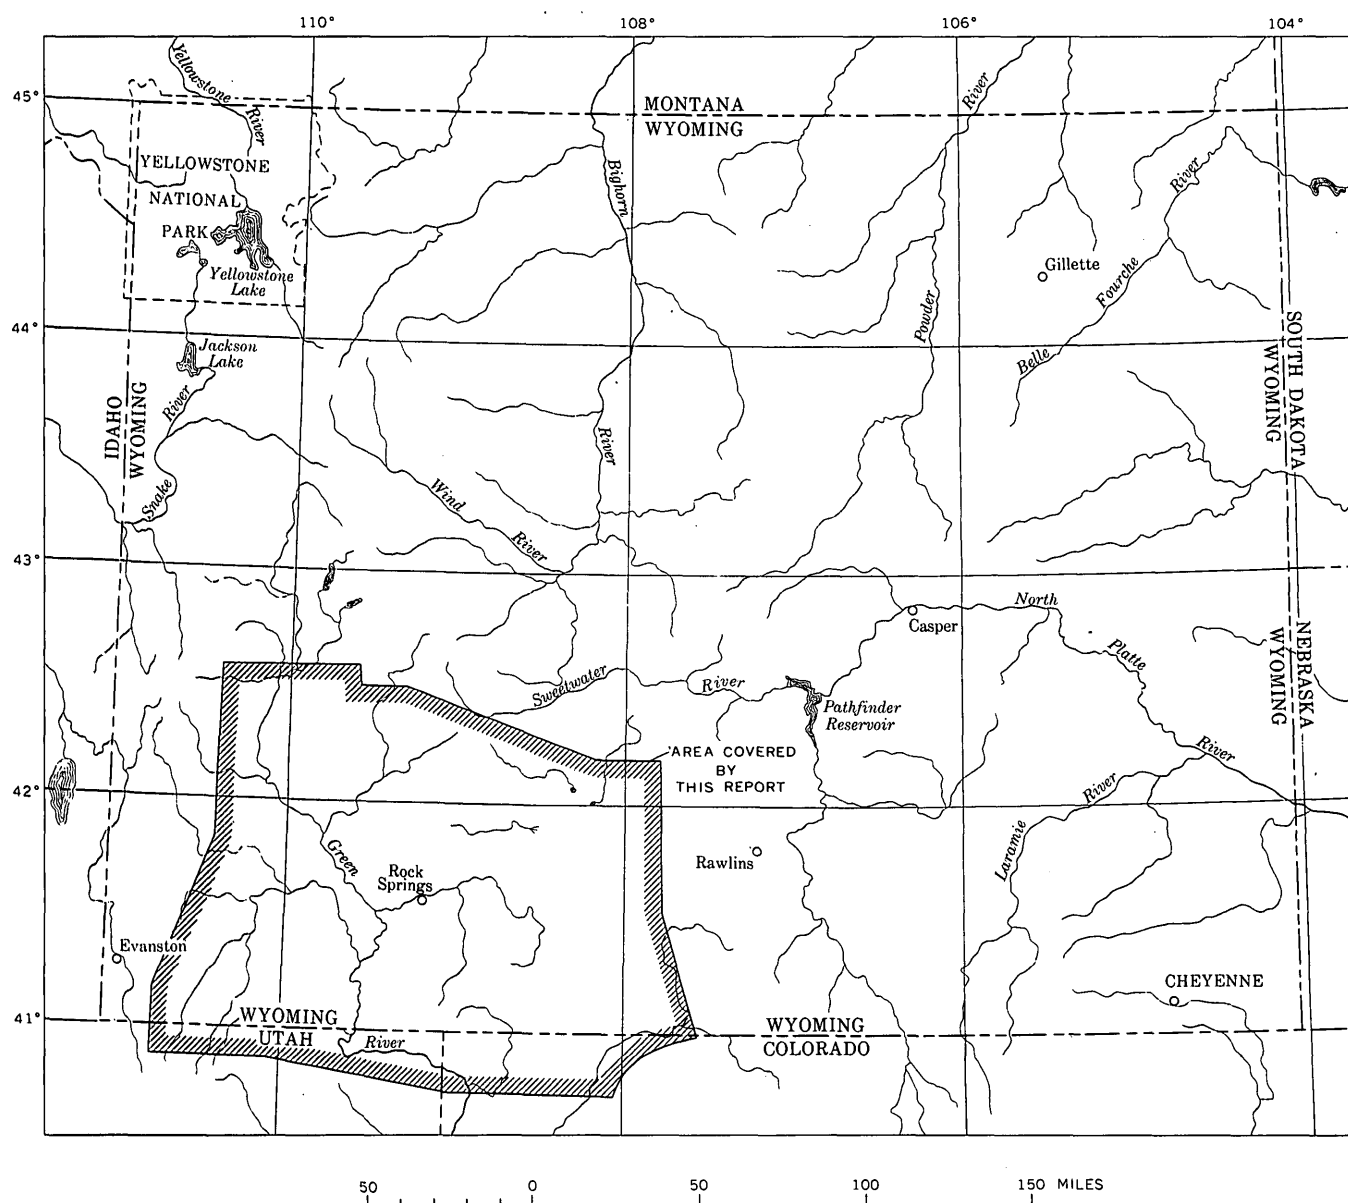 110°
108°
106°
104°
45°
44°
43°
42°
41°
Yellowstone
River
MONTANA
WYOMING
River
YELLOWSTONE
NATIONAL
PARK
Yellowstone
Lake
Bighorn
River
Gillette
Fourche
Belle
Powder
Jackson
Lake
River
IDAHO
WYOMING
Snake
SOUTH DAKOTA
WYOMING
River
Wind
River
North
Casper
Platte
NEBRASKA
WYOMING
Sweetwater
River
Pathfinder
Reservoir
River
AREA COVERED
BY
THIS REPORT
River
Laramie
Green
Rock
Springs
Rawlins
Evanston
CHEYENNE
WYOMING
UTAH
River
WYOMING
COLORADO
50 0 50 100 150 MILES